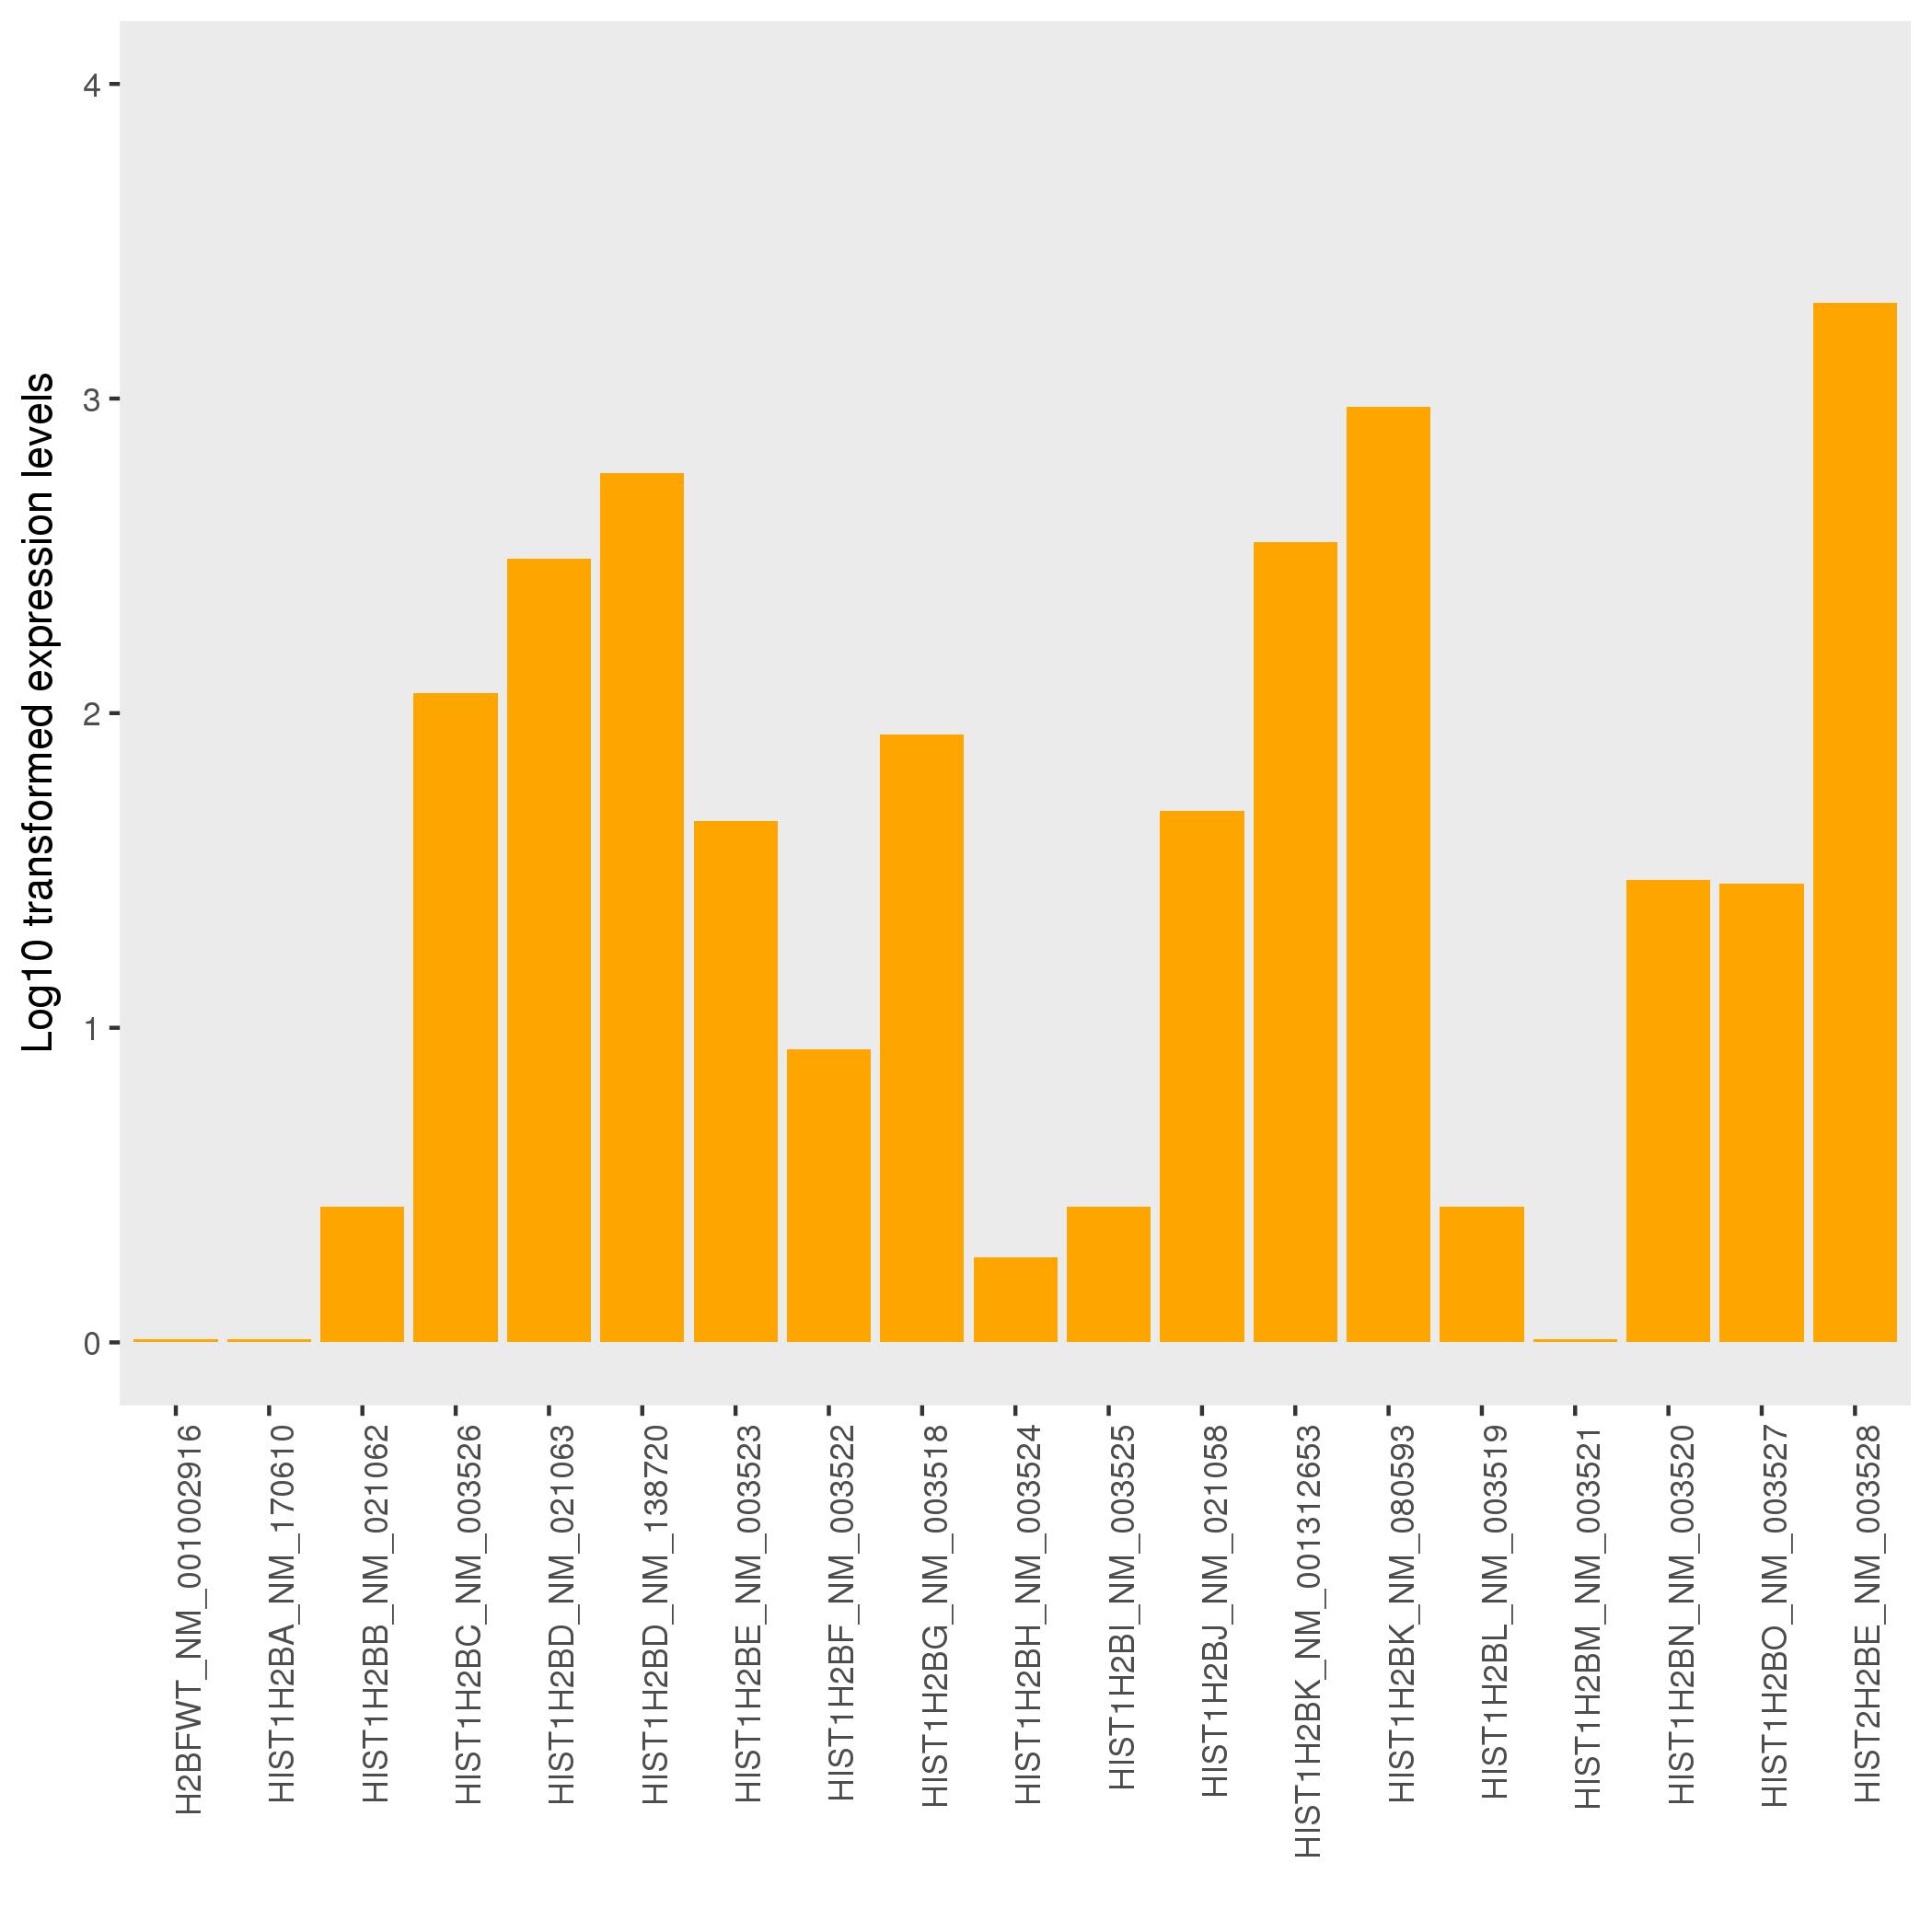 Log10 transformed expression levels
4
3
2
1
0
H2BFWT_NM_001002916
HIST1H2BA_NM_170610
HIST1H2BB_NM_021062
HIST1H2BC_NM_003526
HIST1H2BD_NM_021063
HIST1H2BD_NM_138720
HIST1H2BE_NM_003523
HIST1H2BF_NM_003522
HIST1H2BG_NM_003518
HIST1H2BH_NM_003524
HIST1H2BI_NM_003525
HIST1H2BJ_NM_021058
HIST1H2BK_NM_001312653
HIST1H2BK_NM_080593
HIST1H2BL_NM_003519
HIST1H2BM_NM_003521
HIST1H2BN_NM_003520
HIST1H2BO_NM_003527
HIST2H2BE_NM_003528